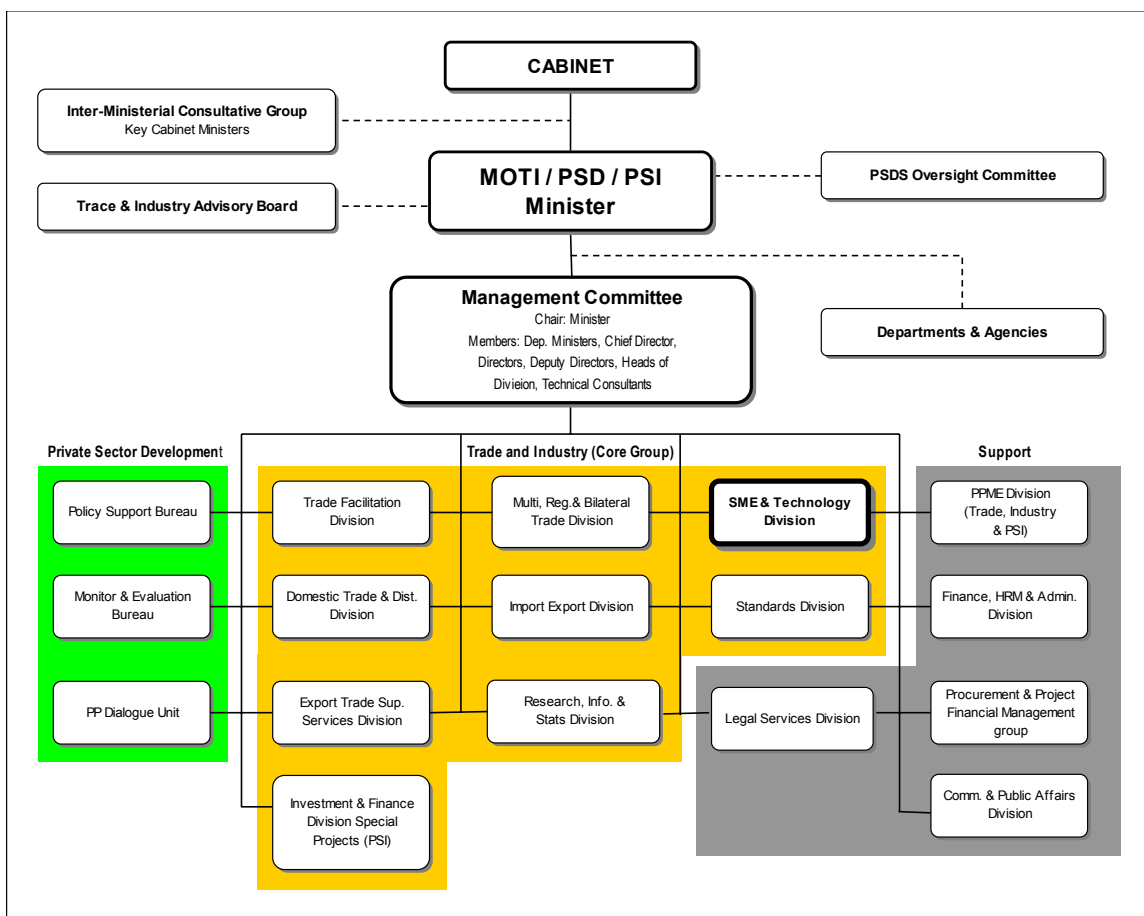 CABINET
Inter-Ministerial Consultative Group
Key Cabinet Ministers
MOTI / PSD / PSI
Minister
PSDS Oversight Committee
Trace & Industry Advisory Board
Management Committee
Chair: Minister
Members: Dep. Ministers, Chief Director,
Directors, Deputy Directors, Heads of
Divieion, Technical Consultants
Departments & Agencies
Private Sector Development
Trade and Industry (Core Group)
Support
Policy Support Bureau
Trade Facilitation
Division
Multi, Reg.& Bilateral
Trade Division
SME & Technology
Division
PPME Division
(Trade, Industry
& PSI)
Monitor & Evaluation
Bureau
Domestic Trade & Dist.
Division
Import Export Division
Standards Division
Finance, HRM & Admin.
Division
PP Dialogue Unit
Export Trade Sup.
Services Division
Research, Info. &
Stats Division
Legal Services Division
Procurement & Project
Financial Management
group
Investment & Finance
Division Special
Projects (PSI)
Comm. & Public Affairs
Division